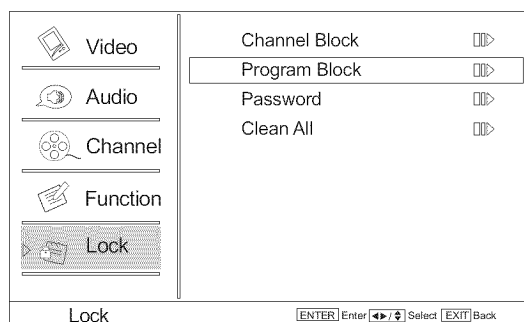 Video
Audio
Channel
Function
Lock
Channel Block
Program Block
Password
Clean All
Lock
ENTER Enter ◀▶/▲▼ Select EXIT Back